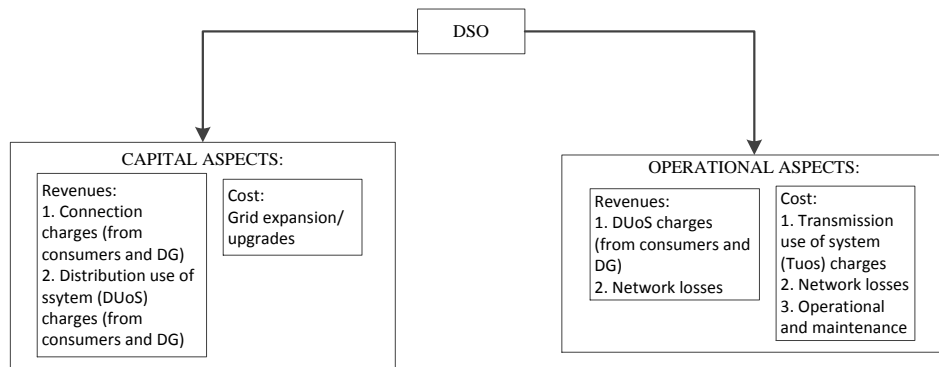 DSO
CAPITAL ASPECTS:
Revenues:
1. Connection
charges (from
consumers and DG)
2. Distribution use of
ssytem (DUoS)
charges (from
consumers and DG)
Cost:
Grid expansion/
upgrades
OPERATIONAL ASPECTS:
Revenues:
1. DUoS charges
(from consumers and
DG)
2. Network losses
Cost:
1. Transmission
use of system
(Tuos) charges
2. Network losses
3. Operational
and maintenance